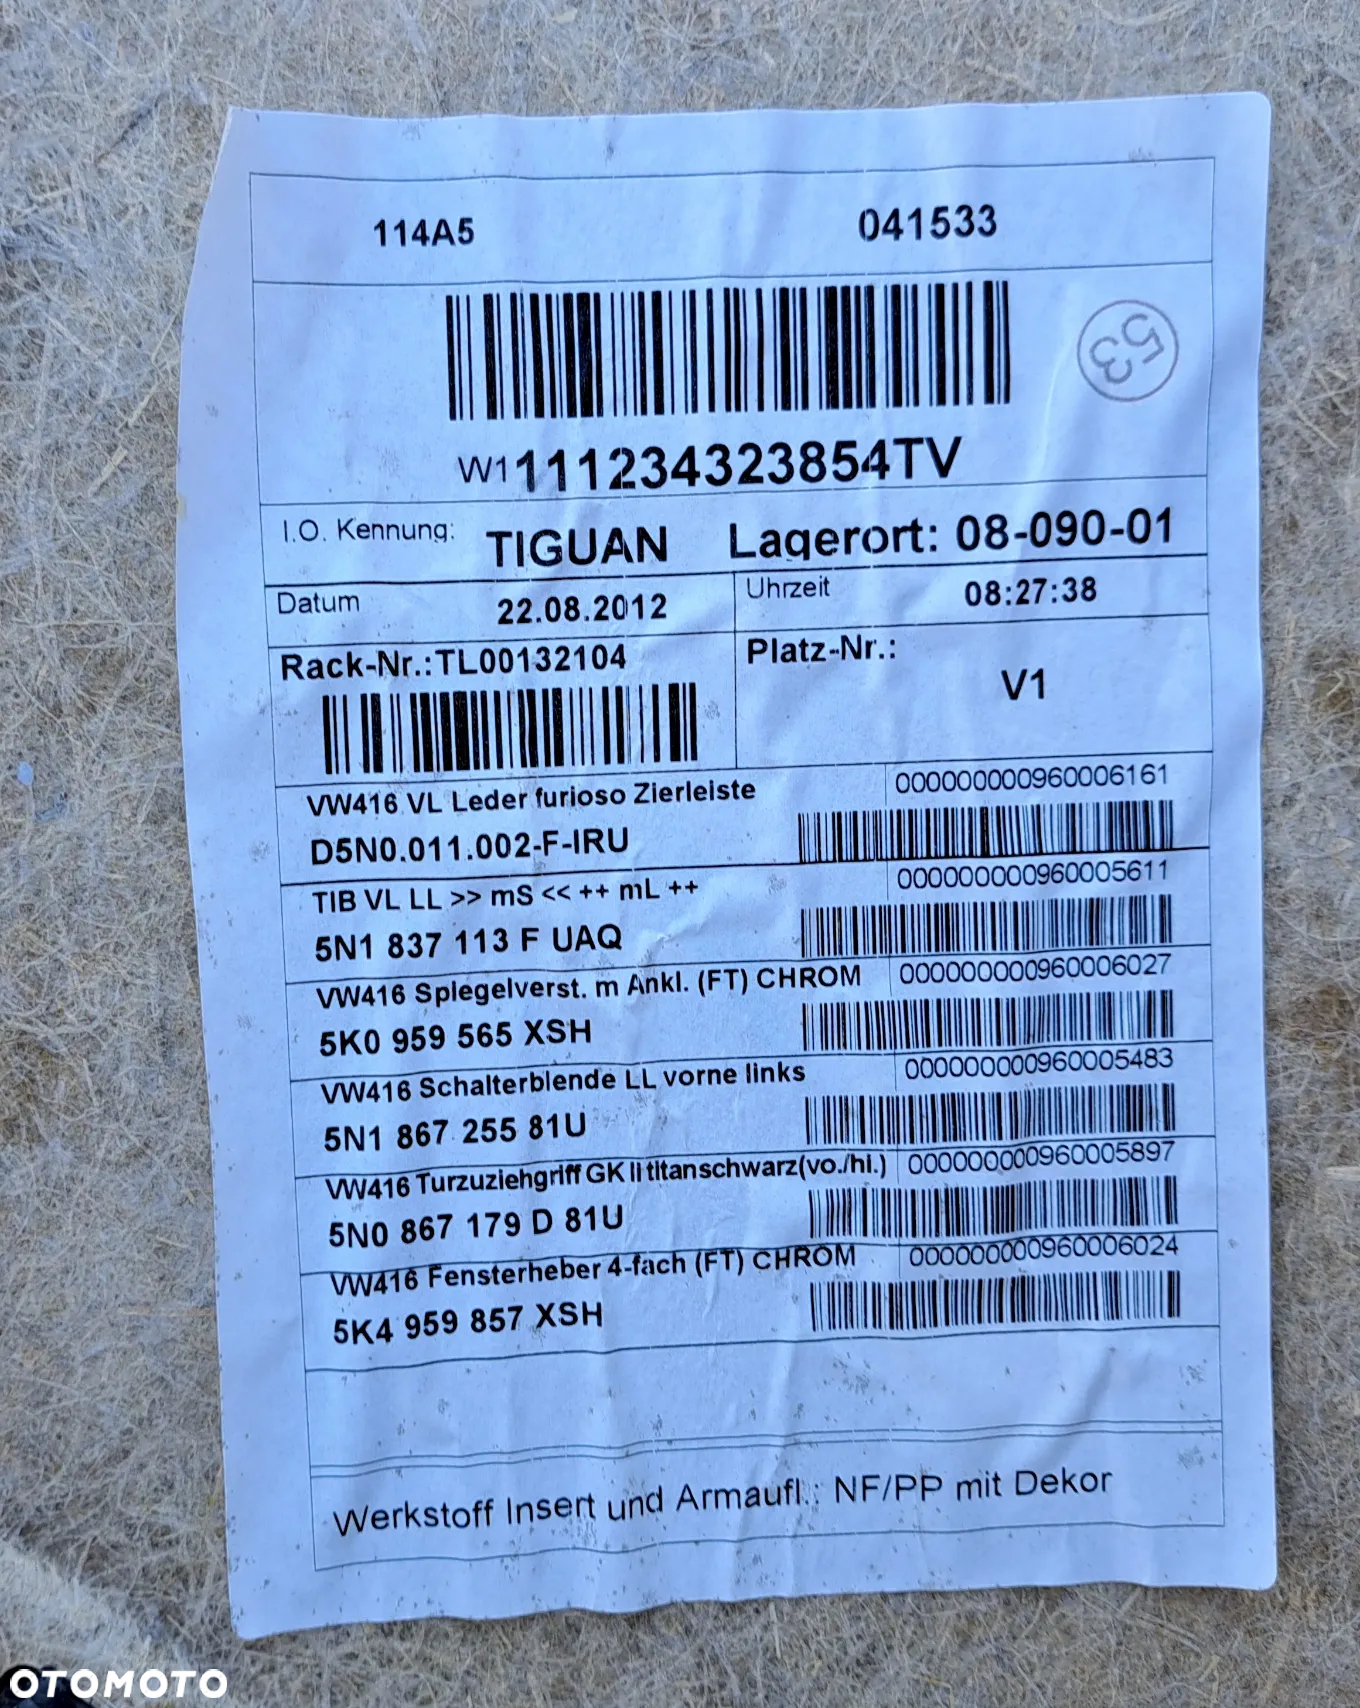 114A5 041533
53
W1111234323854TV
I.O. Kennung: TIGUAN Lagerort: 08-090-01
Datum 22.08.2012 Uhrzeit 08:27:38
Rack-Nr.:TL00132104 Platz-Nr.:
V1
VW416 VL Leder furioso Zierleiste 000000000960006161
D5N0.011.002-F-IRU
TIB VL LL >> mS << ++ mL ++ 000000000960005611
5N1 837 113 F UAQ
VW416 Spiegelverst. m Ankl. (FT) CHROM 000000000960006027
5K0 959 565 XSH
VW416 Schalterblende LL vorne links 000000000960005483
5N1 867 255 81U
VW416 Turzuziehgriff GK li titanschwarz(vo./hi.) 000000000960005897
5N0 867 179 D 81U
VW416 Fensterheber 4-fach (FT) CHROM 000000000960006024
5K4 959 857 XSH
Werkstoff Insert und Armaufl.: NF/PP mit Dekor
OTOMOTO